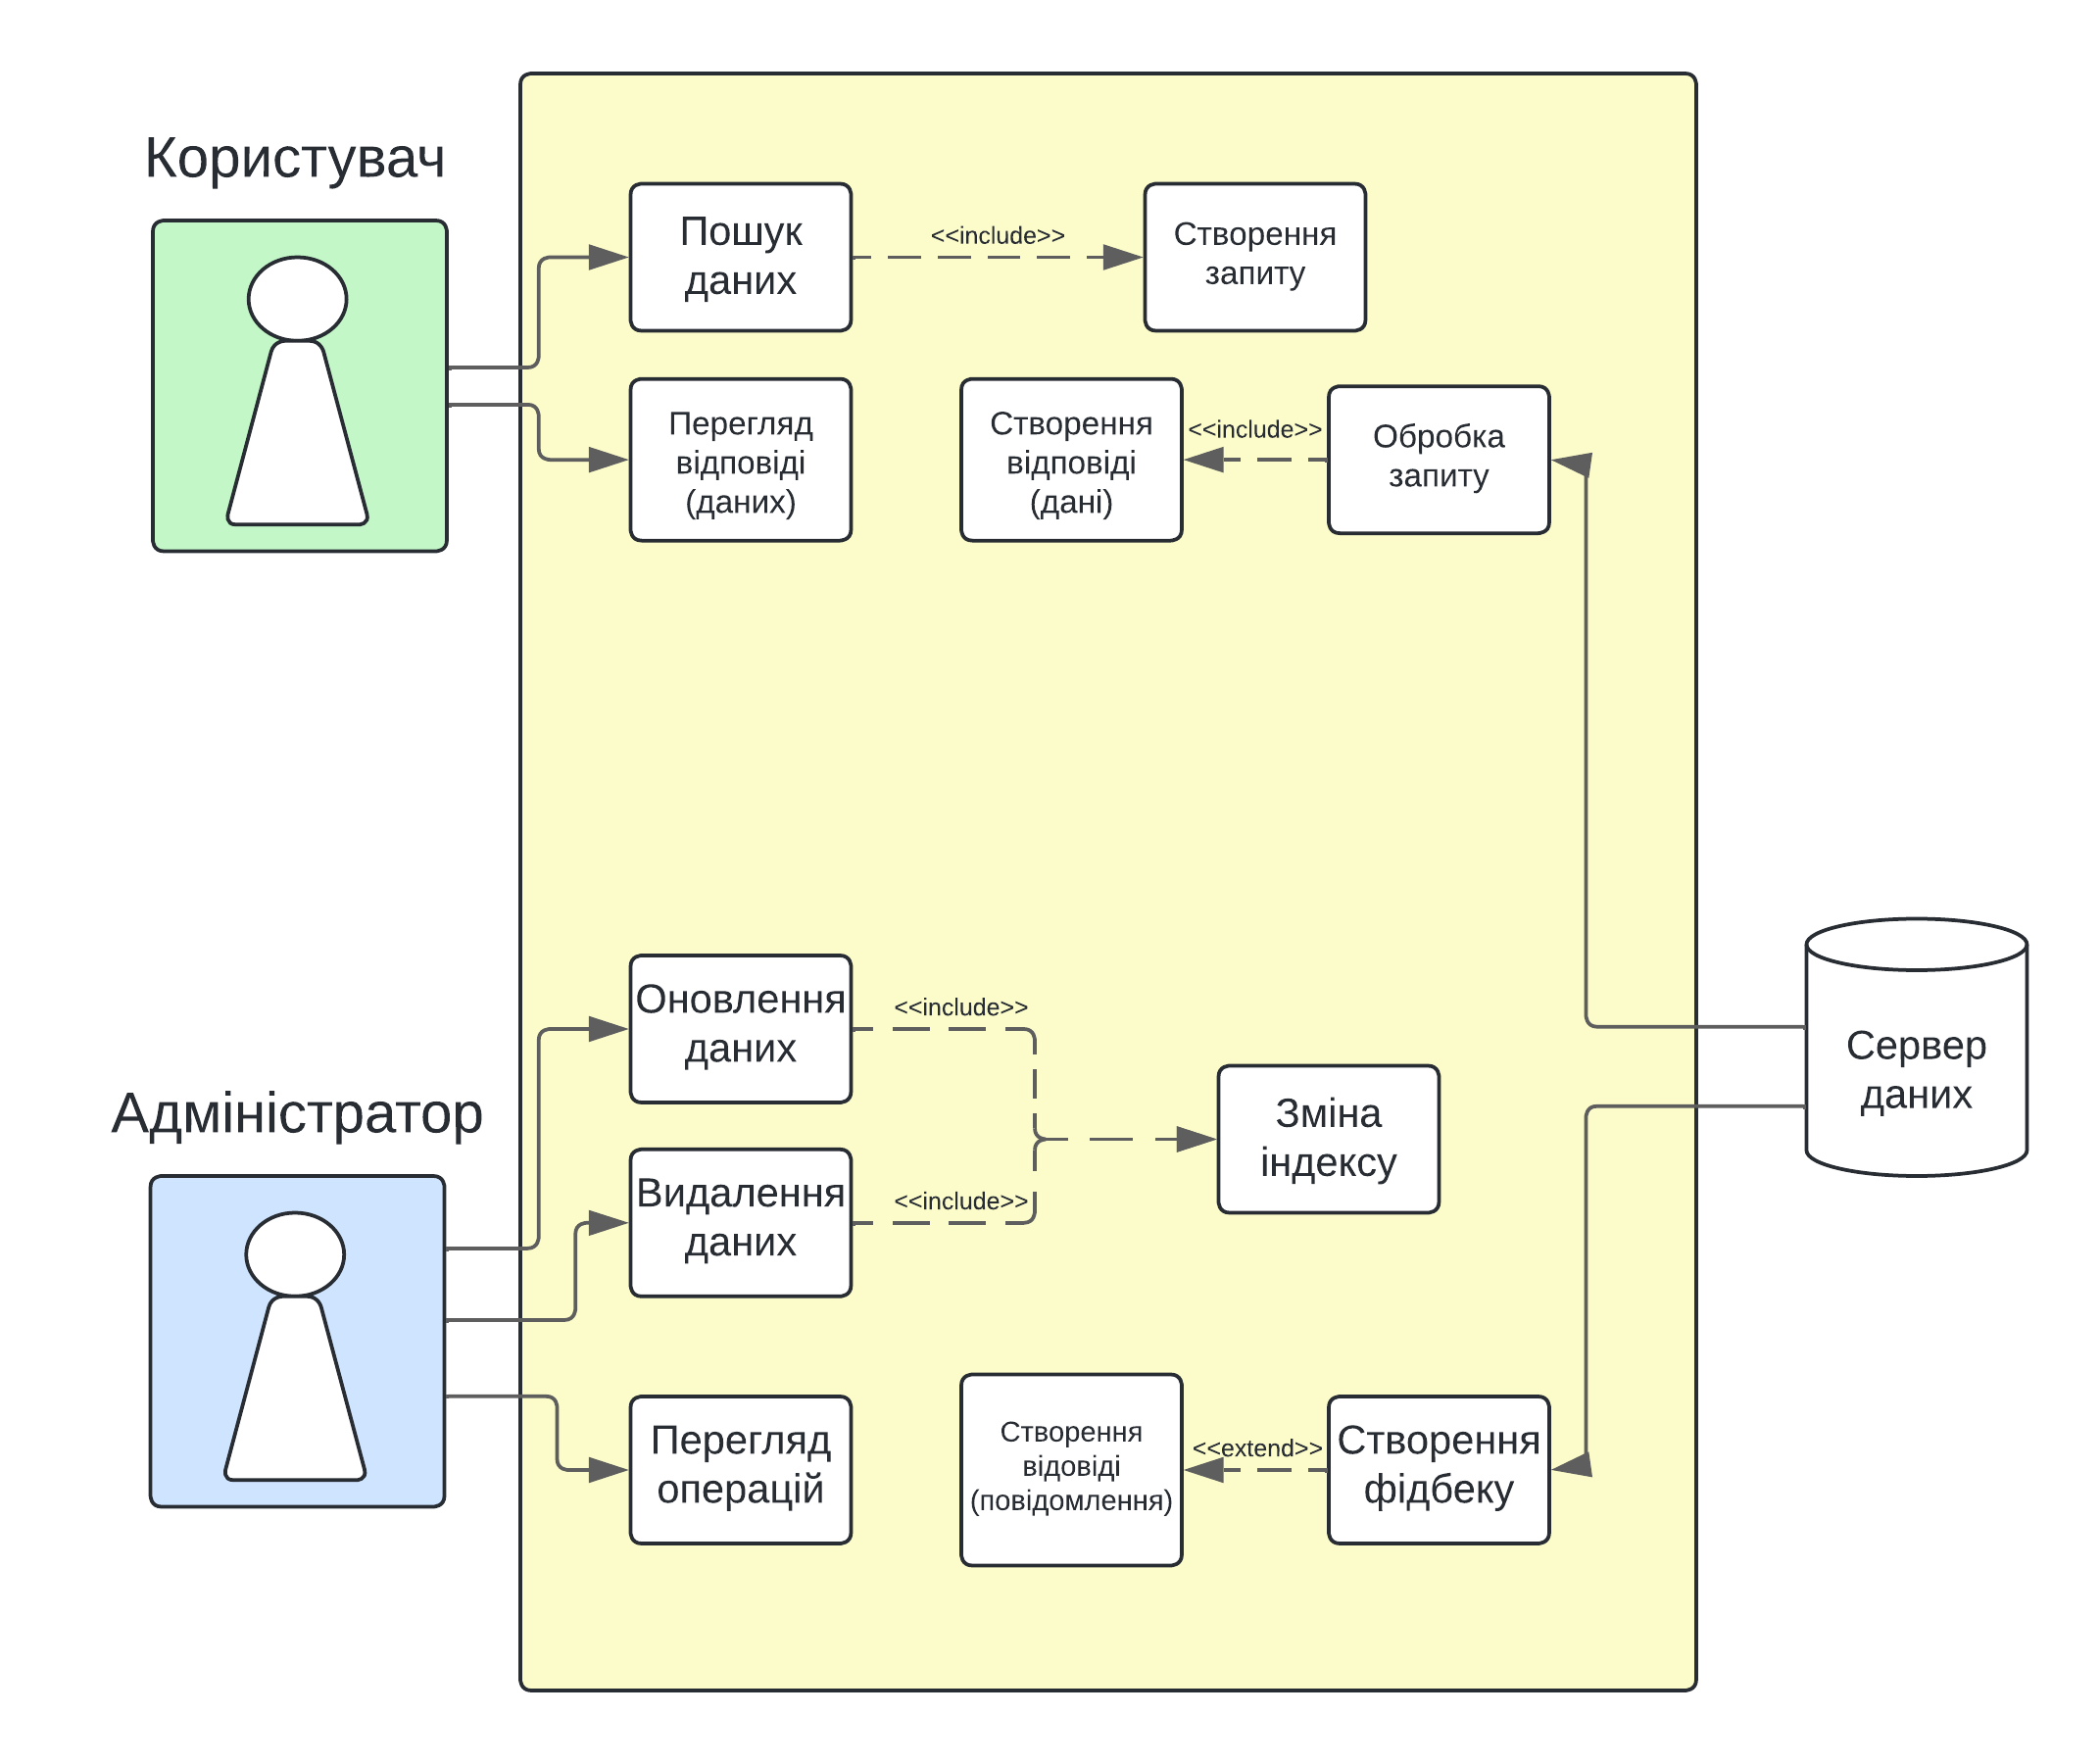 Користувач
Пошук
даних
<<include>>
Створення
запиту
Перегляд
відповіді
(даних)
Створення
відповіді
(дані)
<<include>>
Обробка
запиту
Оновлення
даних
<<include>>
Адміністратор
Видалення
даних
<<include>>
Зміна
індексу
Сервер
даних
Перегляд
операцій
Створення
відовіді
(повідомлення)
<<extend>>
Створення
фідбеку